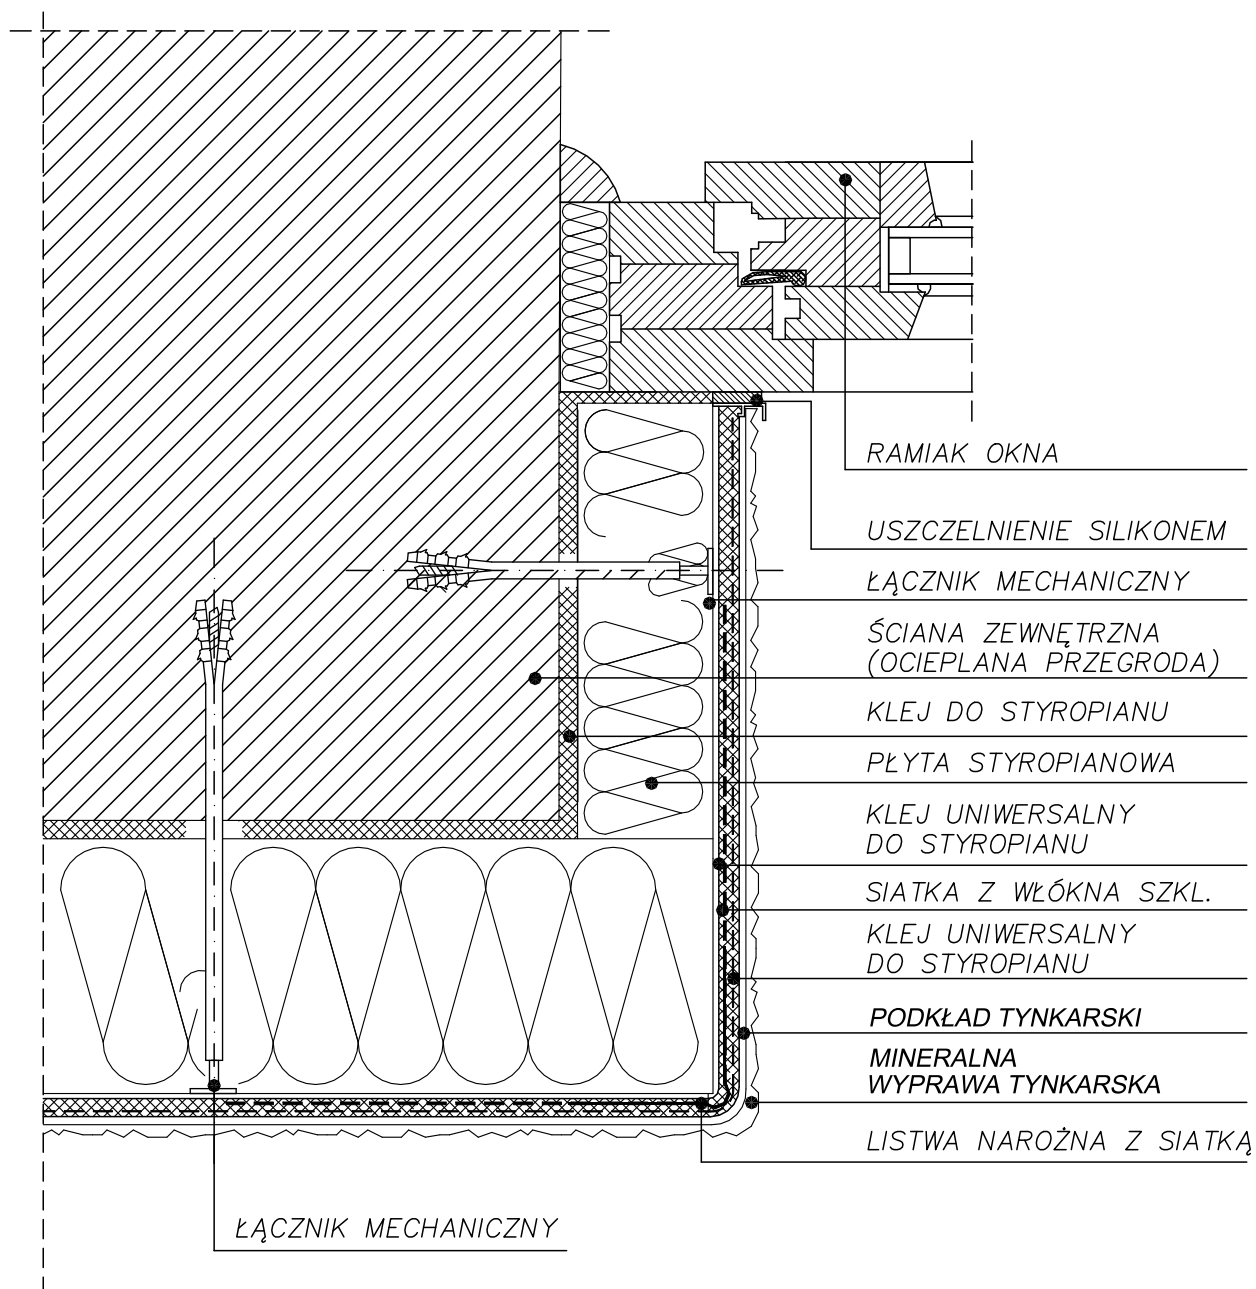 RAMIAK OKNA
USZCZELNIENIE SILIKONEM
ŁĄCZNIK MECHANICZNY
ŚCIANA ZEWNĘTRZNA
(OCIEPLANA PRZEGRODA)
KLEJ DO STYROPIANU
PŁYTA STYROPIANOWA
KLEJ UNIWERSALNY
DO STYROPIANU
SIATKA Z WŁÓKNA SZKL.
KLEJ UNIWERSALNY
DO STYROPIANU
PODKŁAD TYNKARSKI
MINERALNA
WYPRAWA TYNKARSKA
LISTWA NAROŻNA Z SIATKĄ
ŁĄCZNIK MECHANICZNY